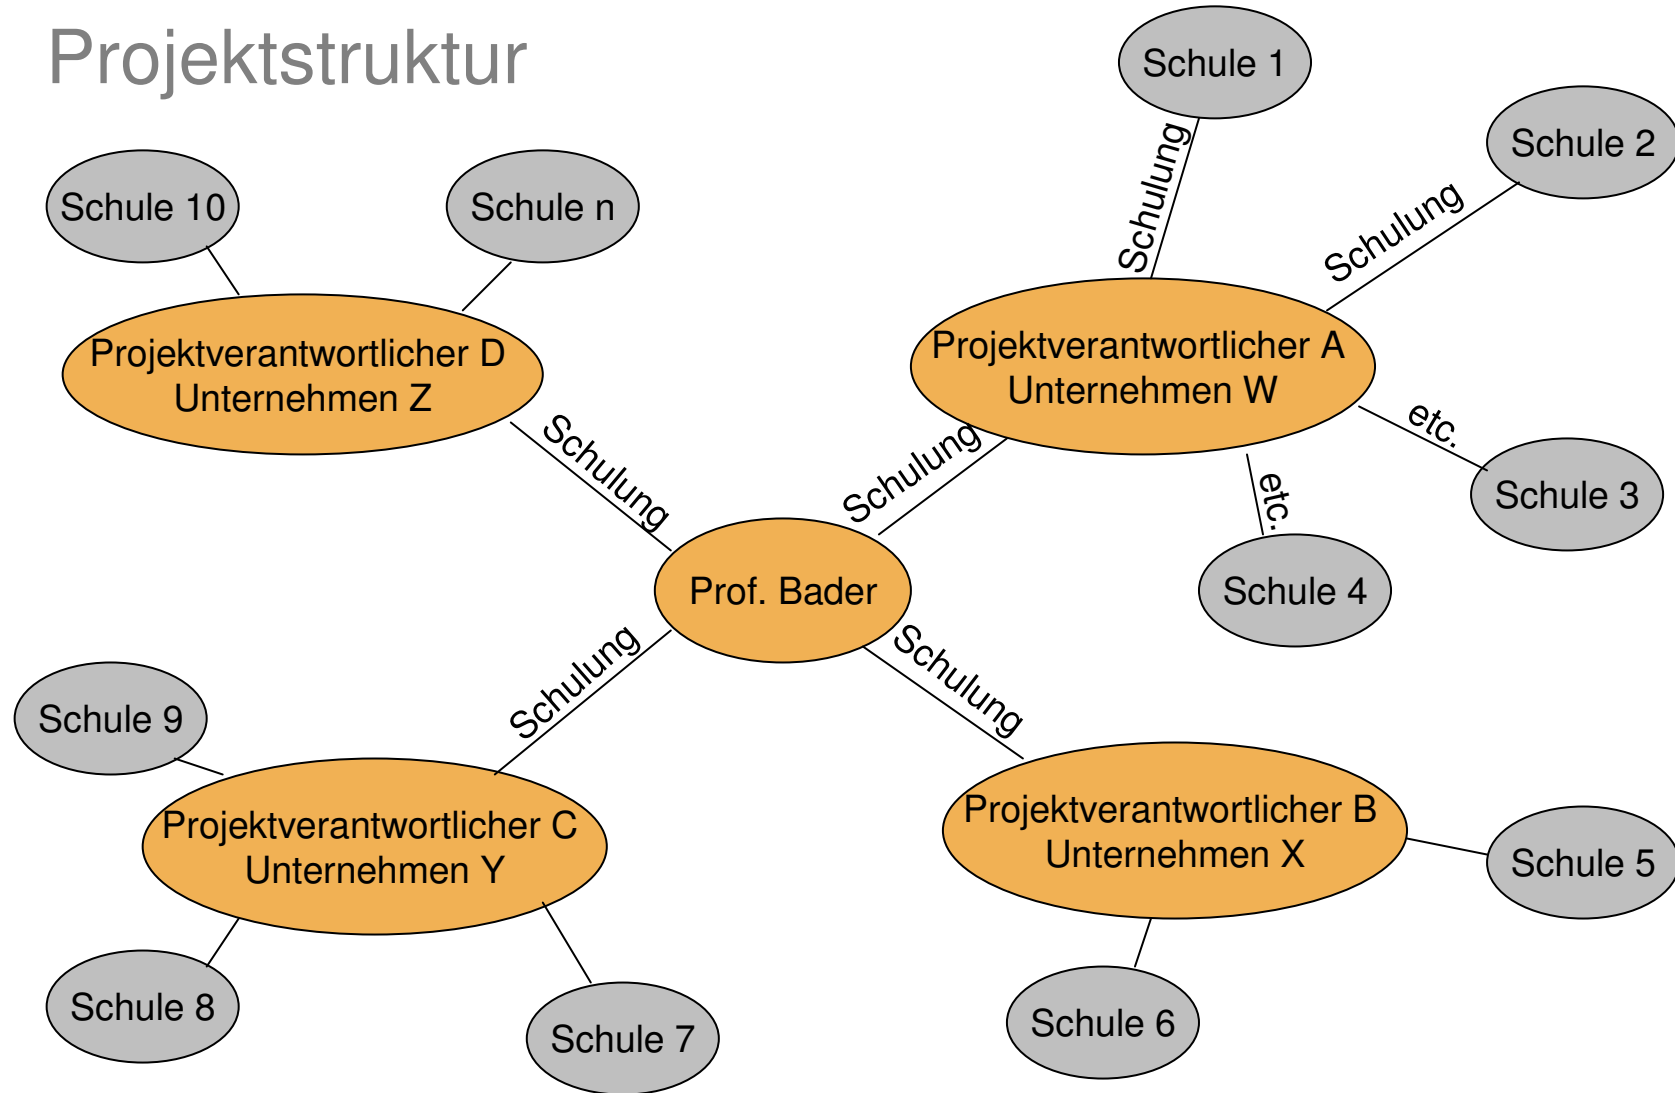 Projektstruktur
Schule 1
Schule 2
Schule 10
Schule n
Schulung
Schulung
Projektverantwortlicher D
Unternehmen Z
Projektverantwortlicher A
Unternehmen W
etc.
Schulung
Schulung
etc.
Schule 3
Prof. Bader
Schule 4
Schulung
Schulung
Schule 9
Projektverantwortlicher C
Unternehmen Y
Projektverantwortlicher B
Unternehmen X
Schule 5
Schule 8
Schule 7
Schule 6